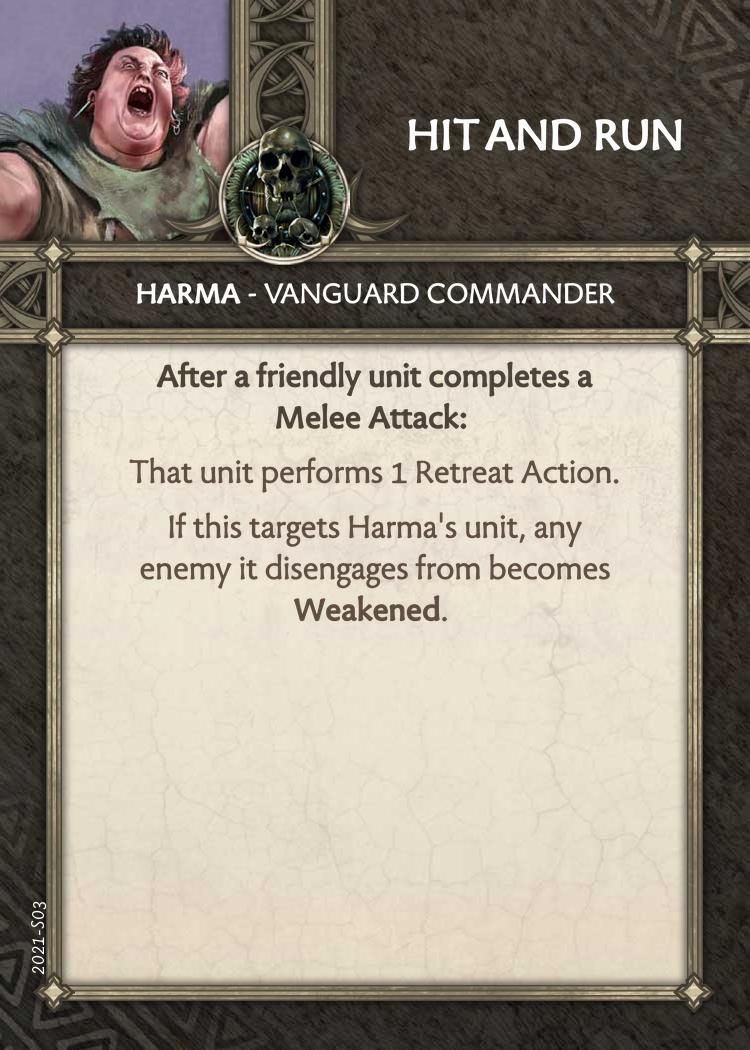 HIT AND RUN
HARMA - VANGUARD COMMANDER
After a friendly unit completes a
Melee Attack:
That unit performs 1 Retreat Action.
If this targets Harma's unit, any
enemy it disengages from becomes
Weakened.
2021-S03